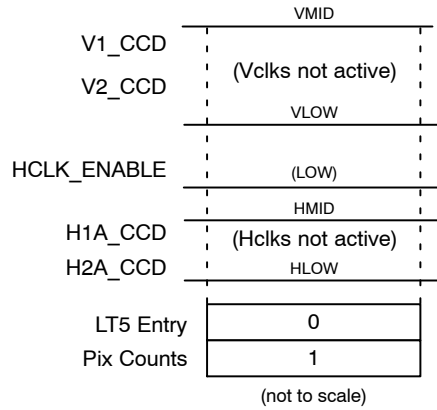 VMID
V1_CCD
(Vclks not active)
V2_CCD
VLOW
HCLK_ENABLE (LOW)
HMID
H1A_CCD (Hclks not active)
H2A_CCD HLOW
LT5 Entry 0
Pix Counts 1
(not to scale)